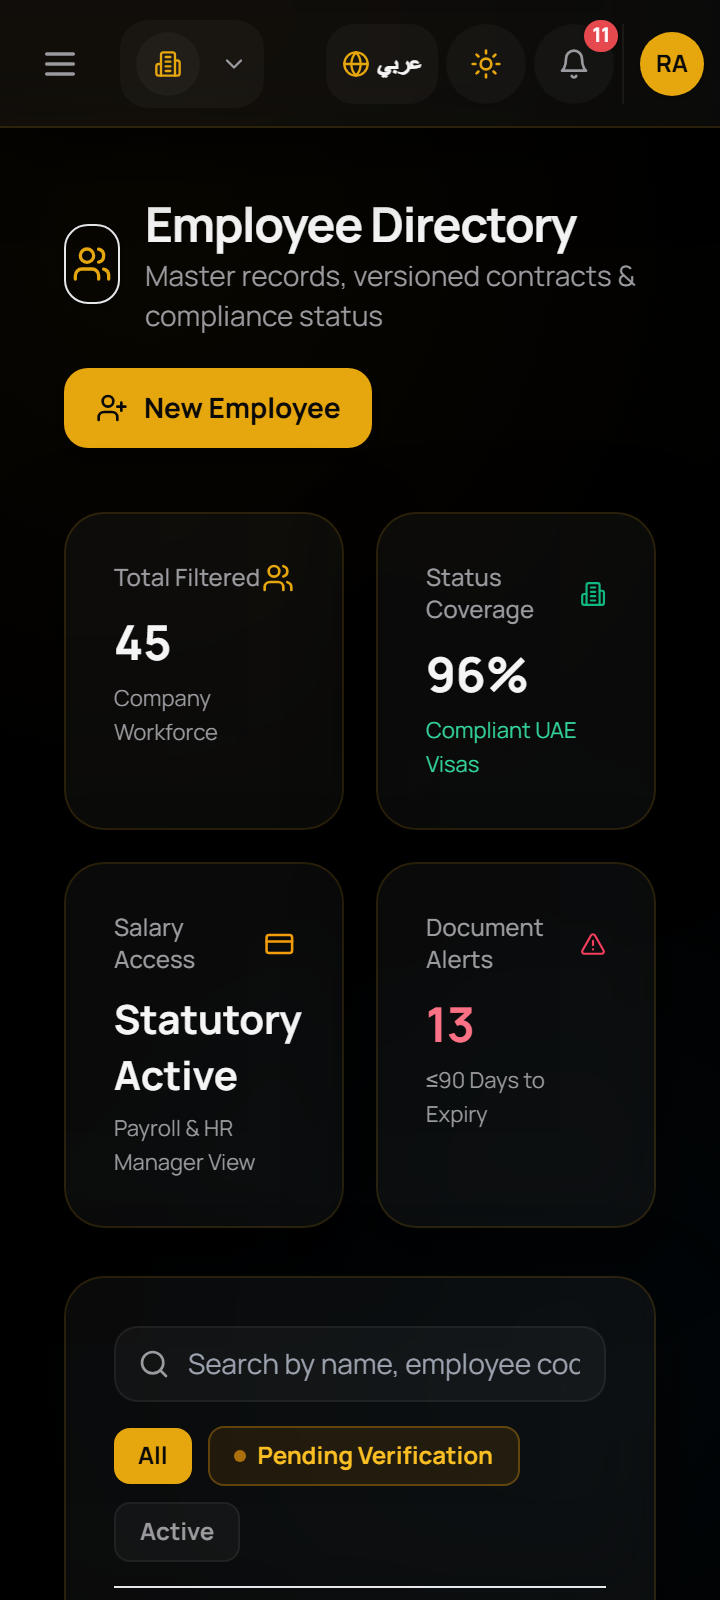 عربي
11
RA
Employee Directory
Master records, versioned contracts &
compliance status
New Employee
Total Filtered
45
Company
Workforce
Status
Coverage
96%
Compliant UAE
Visas
Salary
Access
Statutory
Active
Payroll & HR
Manager View
Document
Alerts
13
≤90 Days to
Expiry
Search by name, employee coc
All
Pending Verification
Active